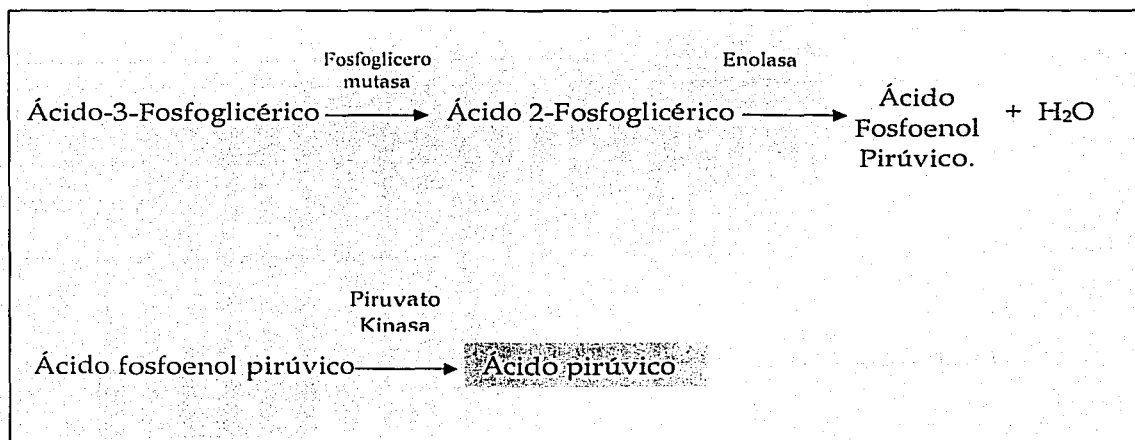 Fosfoglicero
mutasa
Enolasa
Ácido-3-Fosfoglicérico
Ácido 2-Fosfoglicérico
Ácido
Fosfoenol
Pirúvico.
+ H₂O
Piruvato
Kinasa
Ácido fosfoenol pirúvico
Ácido pirúvico